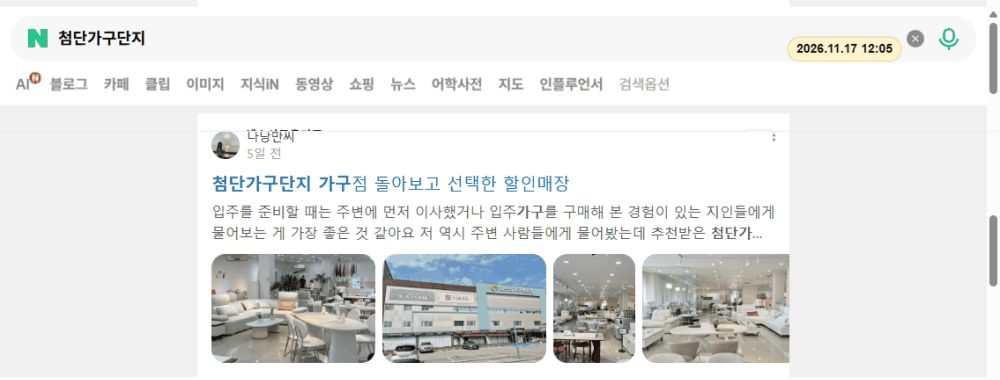 N 첨단가구단지
2026.11.17 12:05
AI N 블로그 카페 클립 이미지 지식iN 동영상 쇼핑 뉴스 어학사전 지도 인플루언서 검색옵션
5일 전
첨단가구단지 가구점 돌아보고 선택한 할인매장
입주를 준비할 때는 주변에 먼저 이사했거나 입주가구를 구매해 본 경험이 있는 지인들에게
물어보는 게 가장 좋은 것 같아요 저 역시 주변 사람들에게 물어봤는데 추천받은 첨단가...